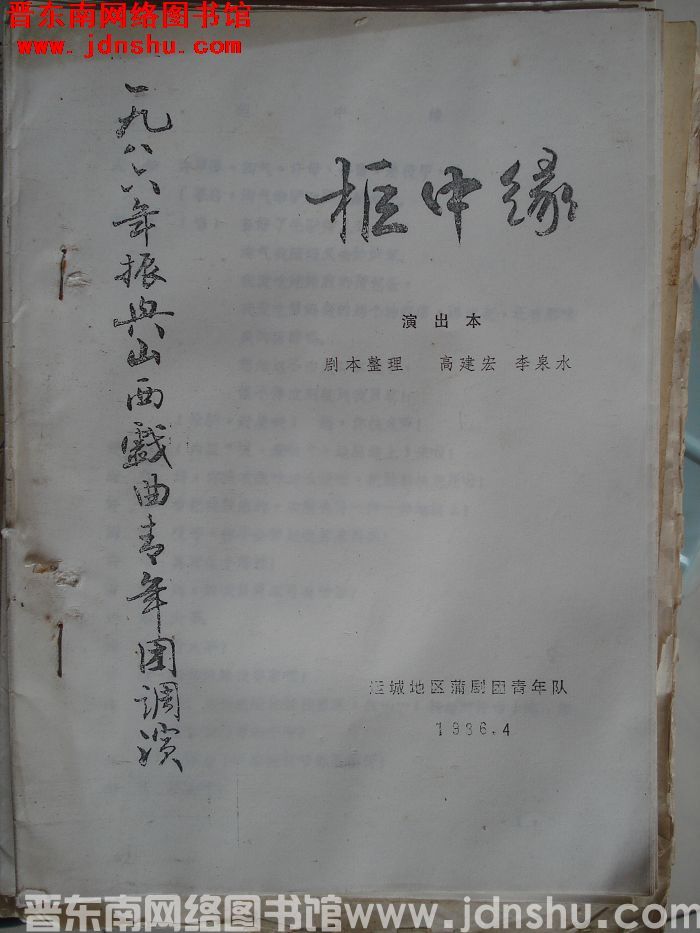 晋东南网络图书馆
www.jdnshu.com
一九八六年振兴山西戏曲青年团调演
柜中缘
演出本
剧本整理 高建宏 李泉水
运城地区蒲剧团青年队
1986.4
晋东南网络图书馆www.jdnshu.com